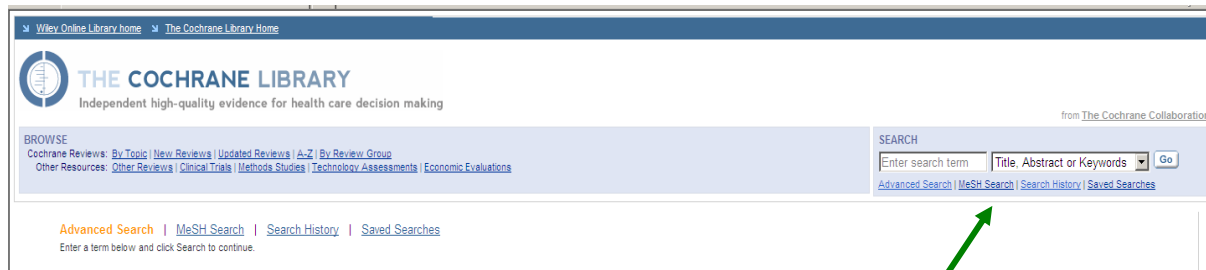 Wiley Online Library home The Cochrane Library Home
THE COCHRANE LIBRARY
Independent high-quality evidence for health care decision making
from The Cochrane Collaboration
BROWSE
Cochrane Reviews: By Topic | New Reviews | Updated Reviews | A-Z | By Review Group
Other Resources: Other Reviews | Clinical Trials | Methods Studies | Technology Assessments | Economic Evaluations
SEARCH
Enter search term Title, Abstract or Keywords Go
Advanced Search | MeSH Search | Search History | Saved Searches
Advanced Search | MeSH Search | Search History | Saved Searches
Enter a term below and click Search to continue.